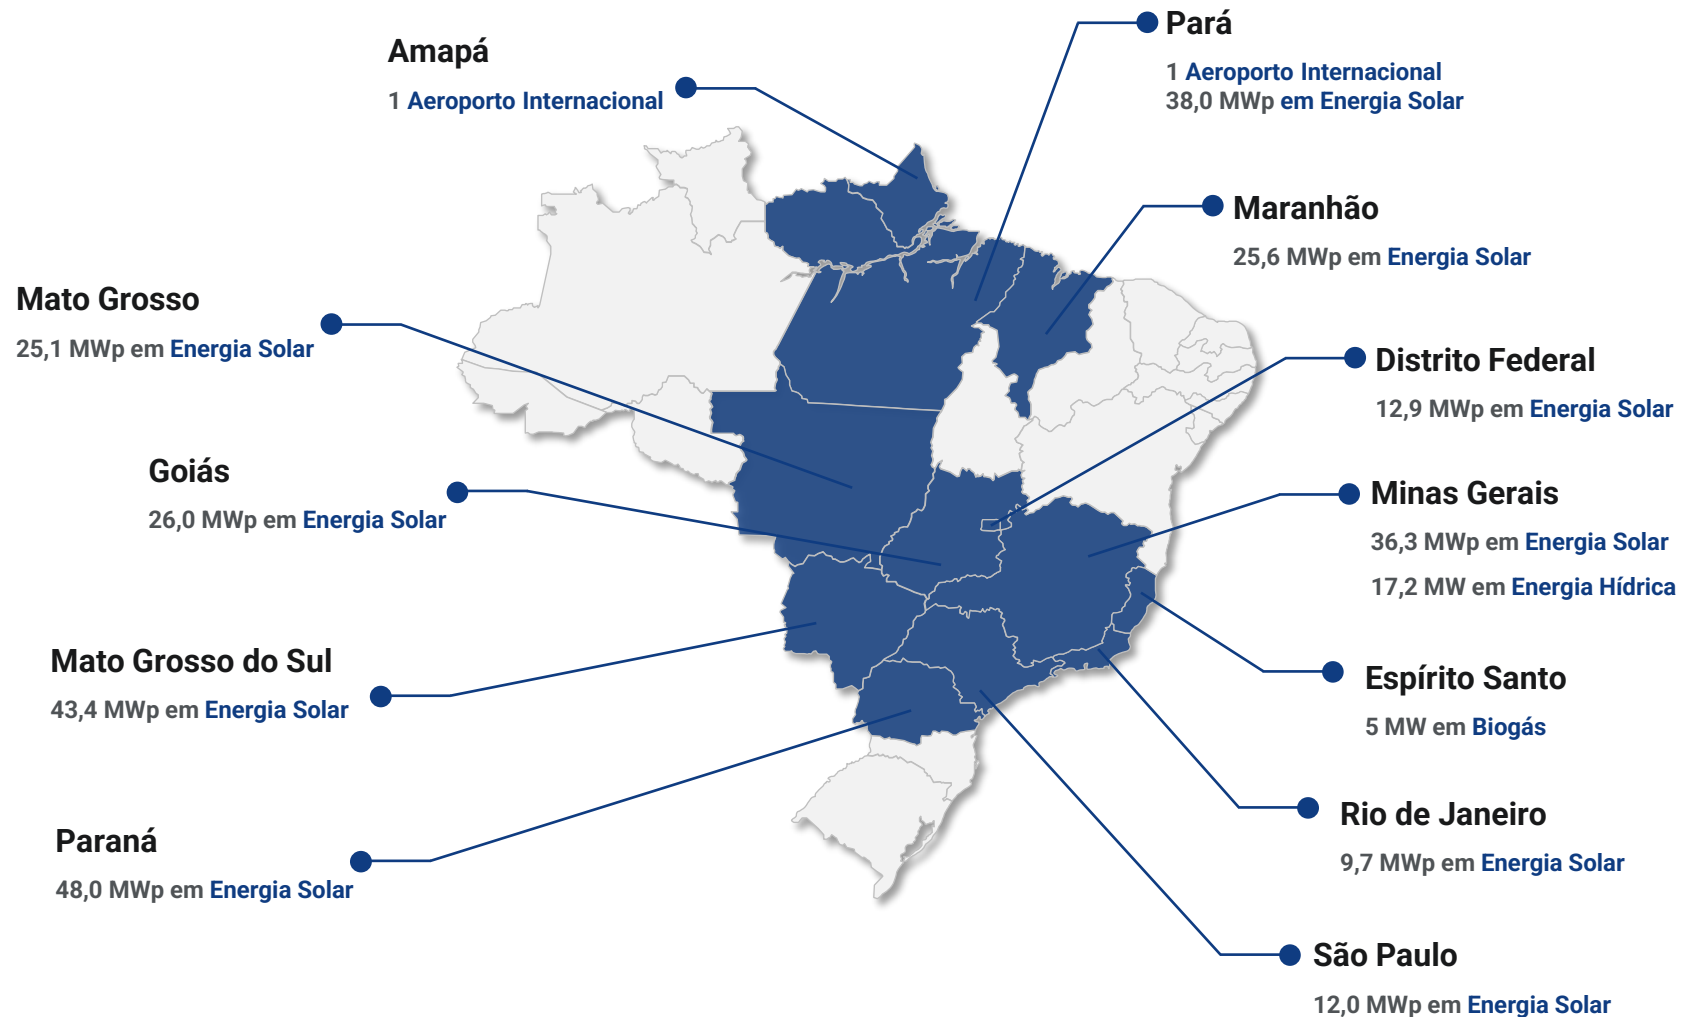 Amapá
1 Aeroporto Internacional
Pará
1 Aeroporto Internacional
38,0 MWp em Energia Solar
Maranhão
25,6 MWp em Energia Solar
Mato Grosso
25,1 MWp em Energia Solar
Distrito Federal
12,9 MWp em Energia Solar
Goiás
26,0 MWp em Energia Solar
Minas Gerais
36,3 MWp em Energia Solar
17,2 MW em Energia Hídrica
Mato Grosso do Sul
43,4 MWp em Energia Solar
Espírito Santo
5 MW em Biogás
Paraná
48,0 MWp em Energia Solar
Rio de Janeiro
9,7 MWp em Energia Solar
São Paulo
12,0 MWp em Energia Solar